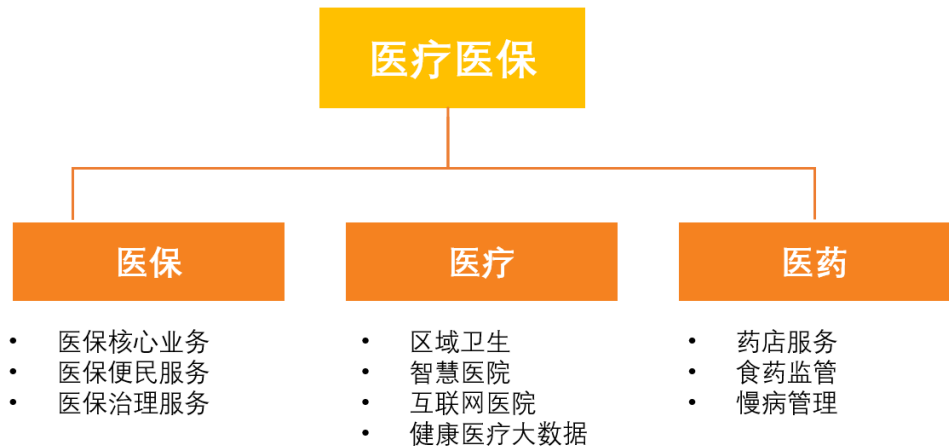 医疗医保
医保
• 医保核心业务
• 医保便民服务
• 医保治理服务
医疗
• 区域卫生
• 智慧医院
• 互联网医院
• 健康医疗大数据
医药
• 药店服务
• 食药监管
• 慢病管理